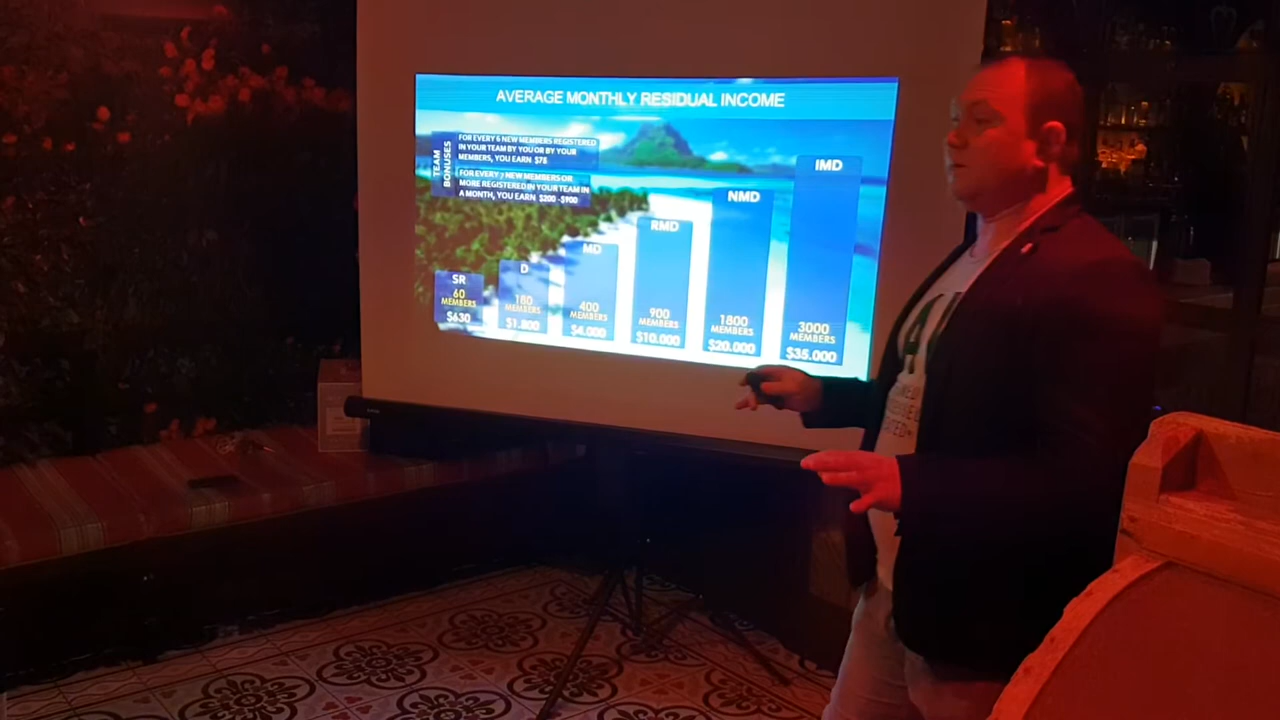 AVERAGE MONTHLY RESIDUAL INCOME
TEAM
BONUSES
FOR EVERY 6 NEW MEMBERS REGISTERED
IN YOUR TEAM BY YOU OR BY YOUR
MEMBERS, YOU EARN $75
FOR EVERY 7 NEW MEMBERS OR
MORE REGISTERED IN YOUR TEAM IN
A MONTH, YOU EARN $200 -$900
SR
60
MEMBERS
$630
D
180
MEMBERS
$1.800
MD
400
MEMBERS
$4.000
RMD
900
MEMBERS
$10.000
NMD
1800
MEMBERS
$20.000
IMD
3000
MEMBERS
$35.000